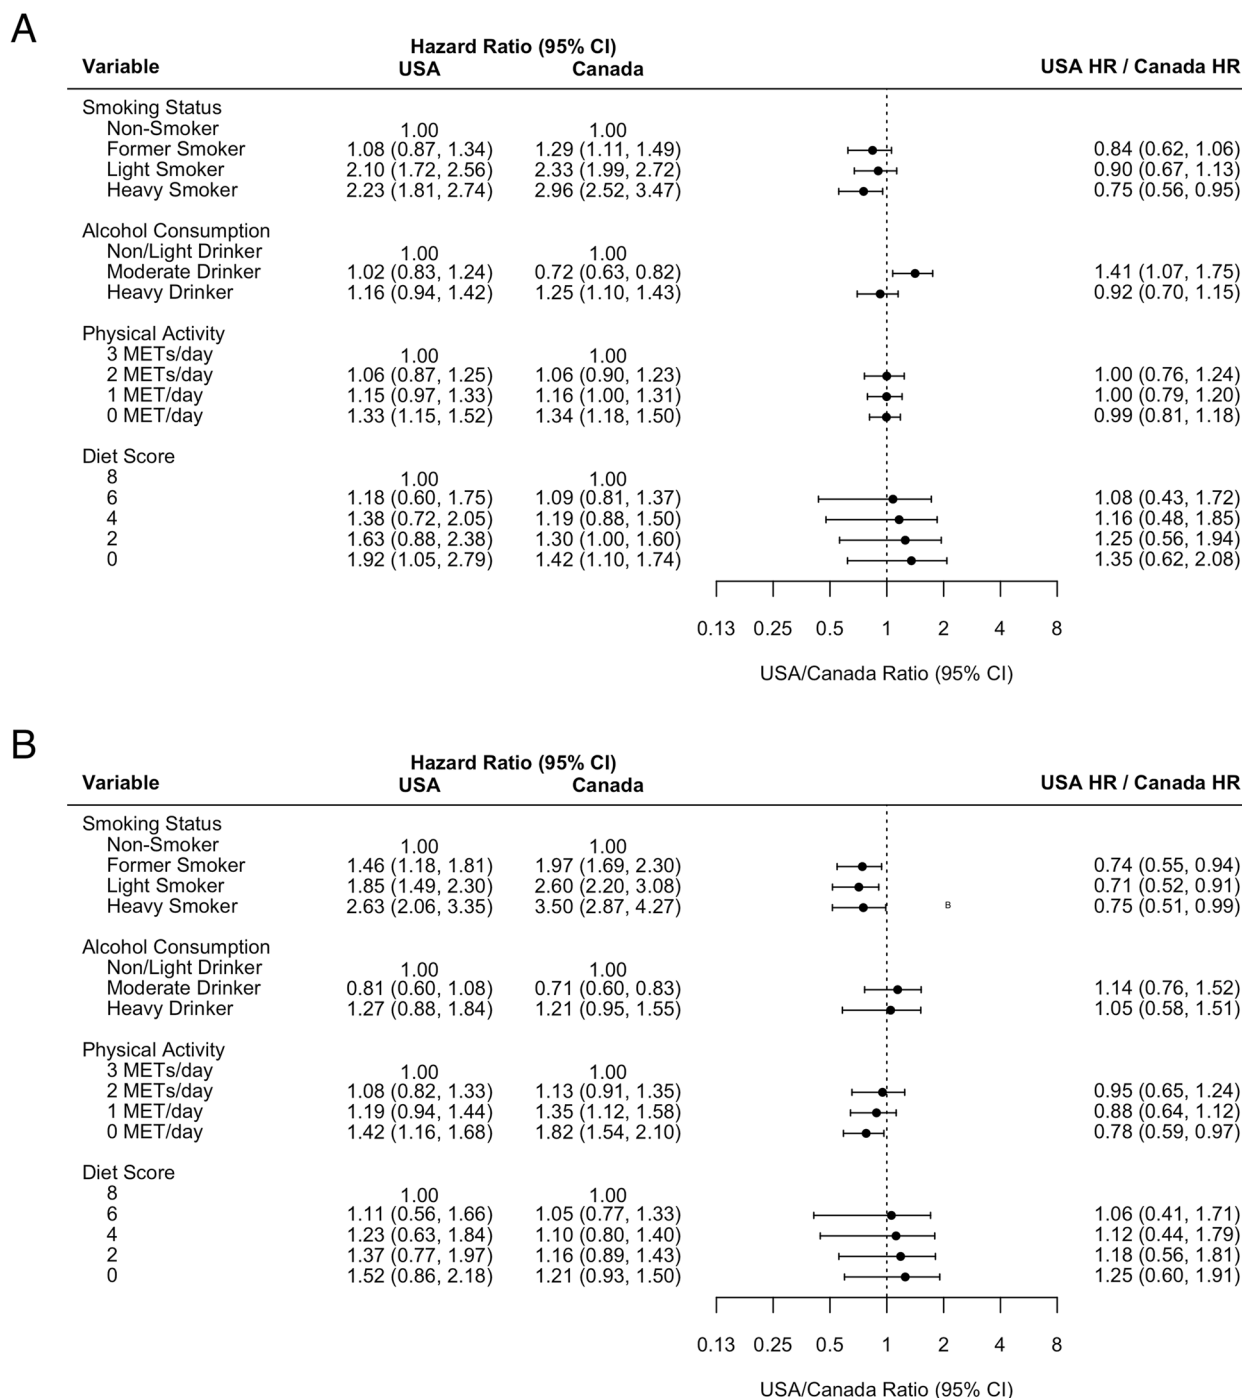 A
Hazard Ratio (95% CI)
Variable USA Canada USA HR / Canada HR
Smoking Status
Non-Smoker 1.00 1.00
Former Smoker 1.08 (0.87, 1.34) 1.29 (1.11, 1.49) 0.84 (0.62, 1.06)
Light Smoker 2.10 (1.72, 2.56) 2.33 (1.99, 2.72) 0.90 (0.67, 1.13)
Heavy Smoker 2.23 (1.81, 2.74) 2.96 (2.52, 3.47) 0.75 (0.56, 0.95)
Alcohol Consumption
Non/Light Drinker 1.00 1.00
Moderate Drinker 1.02 (0.83, 1.24) 0.72 (0.63, 0.82) 1.41 (1.07, 1.75)
Heavy Drinker 1.16 (0.94, 1.42) 1.25 (1.10, 1.43) 0.92 (0.70, 1.15)
Physical Activity
3 METs/day 1.00 1.00
2 METs/day 1.06 (0.87, 1.25) 1.06 (0.90, 1.23) 1.00 (0.76, 1.24)
1 MET/day 1.15 (0.97, 1.33) 1.16 (1.00, 1.31) 1.00 (0.79, 1.20)
0 MET/day 1.33 (1.15, 1.52) 1.34 (1.18, 1.50) 0.99 (0.81, 1.18)
Diet Score
8 1.00 1.00
6 1.18 (0.60, 1.75) 1.09 (0.81, 1.37) 1.08 (0.43, 1.72)
4 1.38 (0.72, 2.05) 1.19 (0.88, 1.50) 1.16 (0.48, 1.85)
2 1.63 (0.88, 2.38) 1.30 (1.00, 1.60) 1.25 (0.56, 1.94)
0 1.92 (1.05, 2.79) 1.42 (1.10, 1.74) 1.35 (0.62, 2.08)
0.13 0.25 0.5 1 2 4 8
USA/Canada Ratio (95% CI)
B
Hazard Ratio (95% CI)
Variable USA Canada USA HR / Canada HR
Smoking Status
Non-Smoker 1.00 1.00
Former Smoker 1.46 (1.18, 1.81) 1.97 (1.69, 2.30) 0.74 (0.55, 0.94)
Light Smoker 1.85 (1.49, 2.30) 2.60 (2.20, 3.08) 0.71 (0.52, 0.91)
Heavy Smoker 2.63 (2.06, 3.35) 3.50 (2.87, 4.27) B 0.75 (0.51, 0.99)
Alcohol Consumption
Non/Light Drinker 1.00 1.00
Moderate Drinker 0.81 (0.60, 1.08) 0.71 (0.60, 0.83) 1.14 (0.76, 1.52)
Heavy Drinker 1.27 (0.88, 1.84) 1.21 (0.95, 1.55) 1.05 (0.58, 1.51)
Physical Activity
3 METs/day 1.00 1.00
2 METs/day 1.08 (0.82, 1.33) 1.13 (0.91, 1.35) 0.95 (0.65, 1.24)
1 MET/day 1.19 (0.94, 1.44) 1.35 (1.12, 1.58) 0.88 (0.64, 1.12)
0 MET/day 1.42 (1.16, 1.68) 1.82 (1.54, 2.10) 0.78 (0.59, 0.97)
Diet Score
8 1.00 1.00
6 1.11 (0.56, 1.66) 1.05 (0.77, 1.33) 1.06 (0.41, 1.71)
4 1.23 (0.63, 1.84) 1.10 (0.80, 1.40) 1.12 (0.44, 1.79)
2 1.37 (0.77, 1.97) 1.16 (0.89, 1.43) 1.18 (0.56, 1.81)
0 1.52 (0.86, 2.18) 1.21 (0.93, 1.50) 1.25 (0.60, 1.91)
0.13 0.25 0.5 1 2 4 8
USA/Canada Ratio (95% CI)